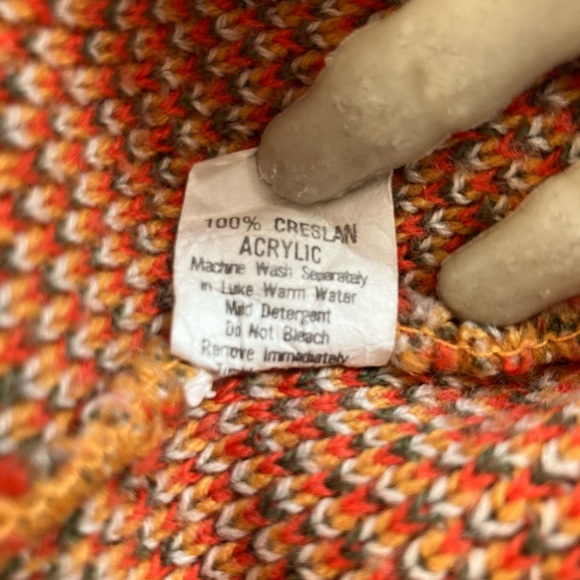 100% CRESLAN
ACRYLIC
Machine Wash Separately
in Luke Warm Water
Mild Detergent
Do Not Bleach
Remove Immediately